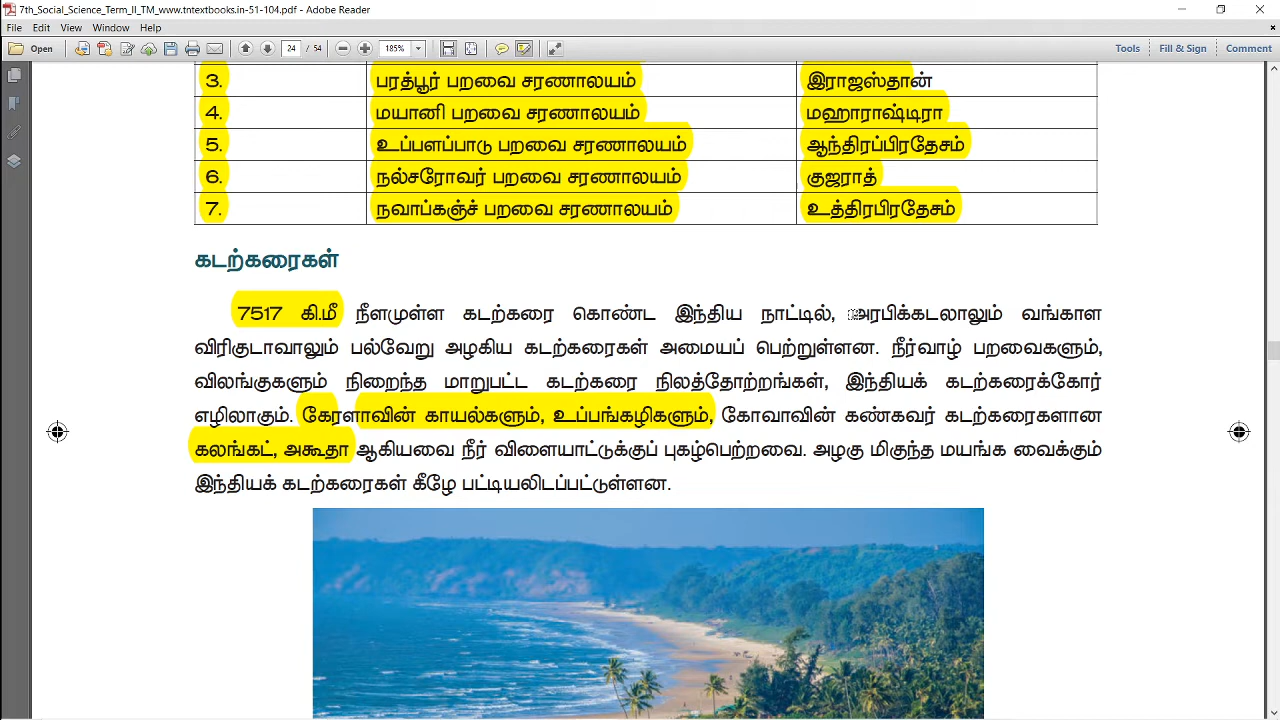 7th_Social_Science_Term_II_TM_www.tntextbooks.in-51-104.pdf - Adobe Reader
File Edit View Window Help
Open 24 / 54 185% Tools Fill & Sign Comment
3. பரத்பூர் பறவை சரணாலயம் இராஜஸ்தான்
4. மயானி பறவை சரணாலயம் மஹாராஷ்டிரா
5. உப்பளப்பாடு பறவை சரணாலயம் ஆந்திரப்பிரதேசம்
6. நல்சரோவர் பறவை சரணாலயம் குஜராத்
7. நவாப்கஞ்ச் பறவை சரணாலயம் உத்திரபிரதேசம்
கடற்கரைகள்
7517 கி.மீ நீளமுள்ள கடற்கரை கொண்ட இந்திய நாட்டில், அரபிக்கடலாலும் வங்காள
விரிகுடாவாலும் பல்வேறு அழகிய கடற்கரைகள் அமையப் பெற்றுள்ளன. நீர்வாழ் பறவைகளும்,
விலங்குகளும் நிறைந்த மாறுபட்ட கடற்கரை நிலத்தோற்றங்கள், இந்தியக் கடற்கரைக்கோர்
எழிலாகும். கேரளாவின் காயல்களும், உப்பங்கழிகளும், கோவாவின் கண்கவர் கடற்கரைகளான
கலங்கட், அகூதா ஆகியவை நீர் விளையாட்டுக்குப் புகழ்பெற்றவை. அழகு மிகுந்த மயங்க வைக்கும்
இந்தியக் கடற்கரைகள் கீழே பட்டியலிடப்பட்டுள்ளன.